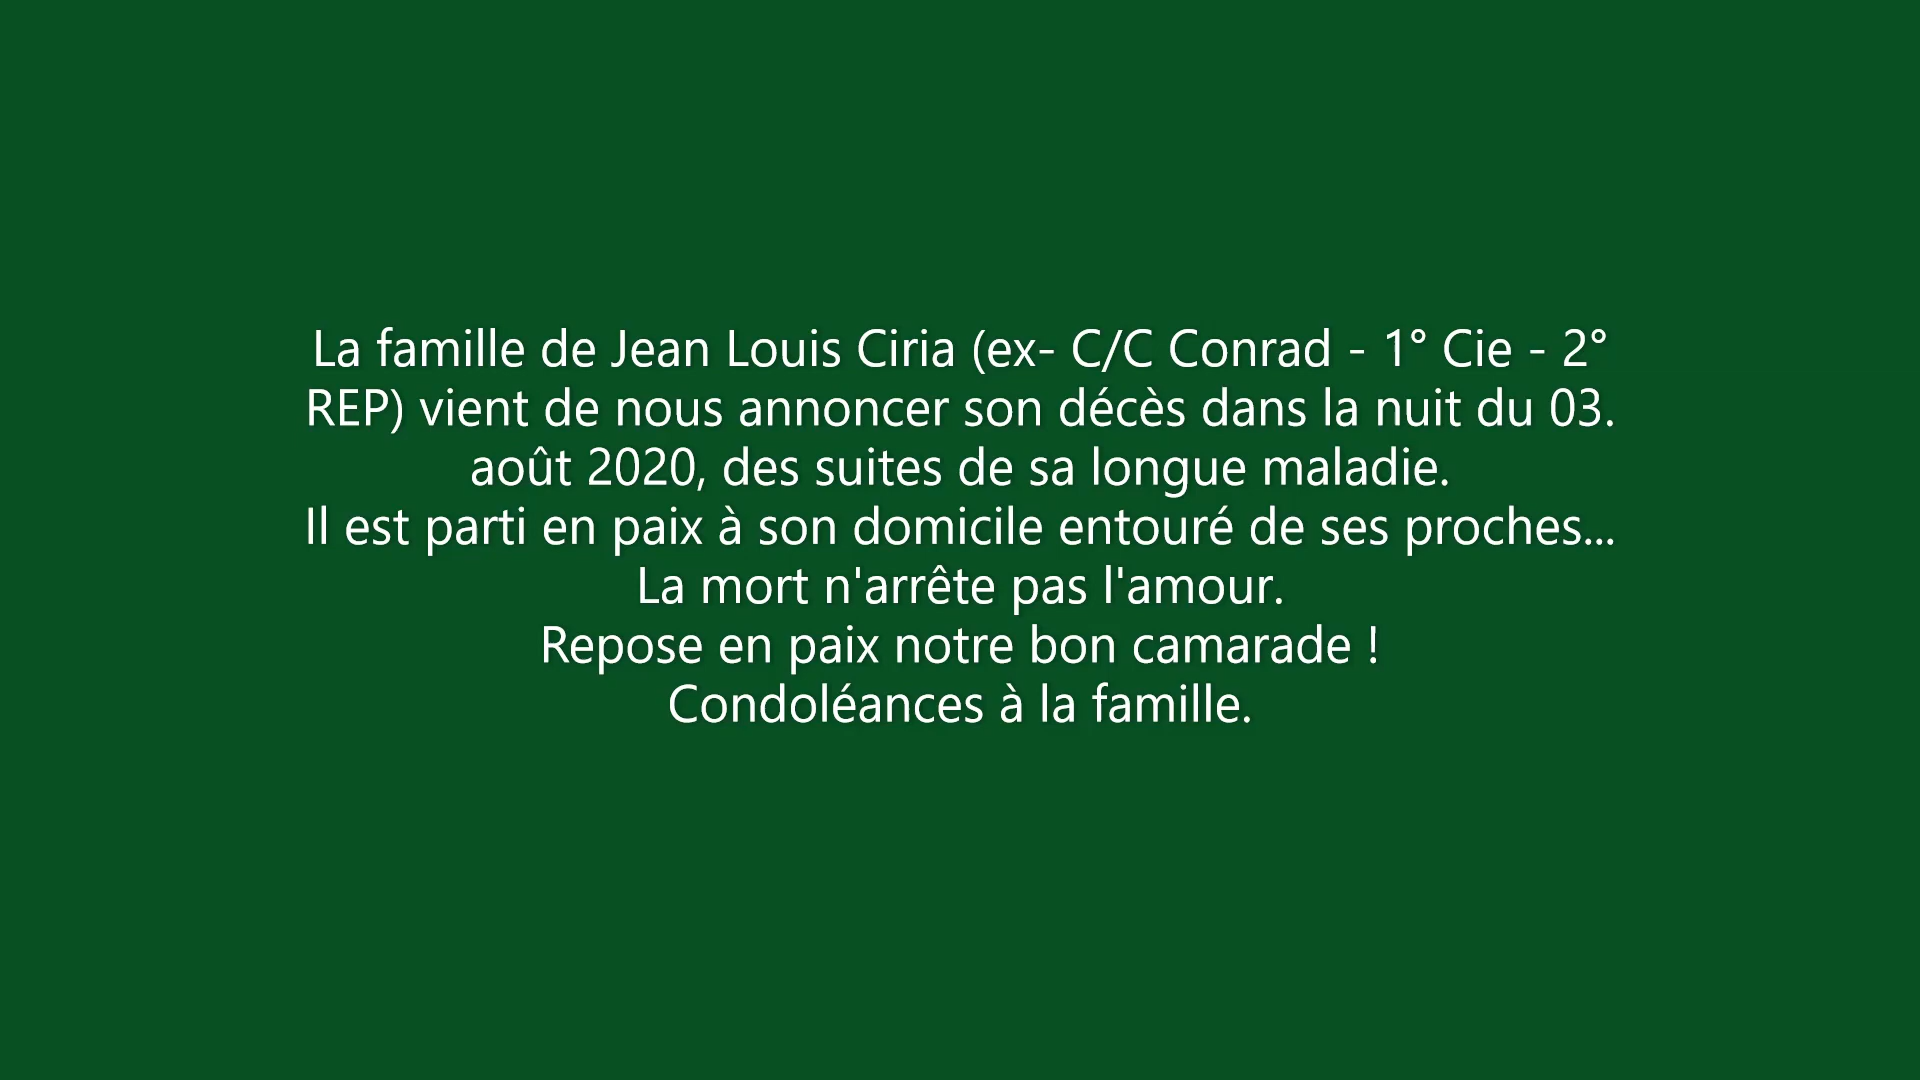 La famille de Jean Louis Ciria (ex- C/C Conrad - 1° Cie - 2°
REP) vient de nous annoncer son décès dans la nuit du 03.
août 2020, des suites de sa longue maladie.
Il est parti en paix à son domicile entouré de ses proches...
La mort n'arrête pas l'amour.
Repose en paix notre bon camarade !
Condoléances à la famille.